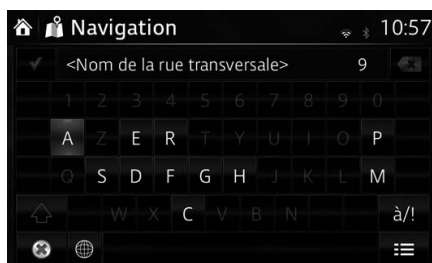 Navigation 10:57
<Nom de la rue transversale> 9
1 2 3 4 5 6 7 8 9 0
A Z E R T Y U I O P
Q S D F G H J K L M
W X C V B N à/!